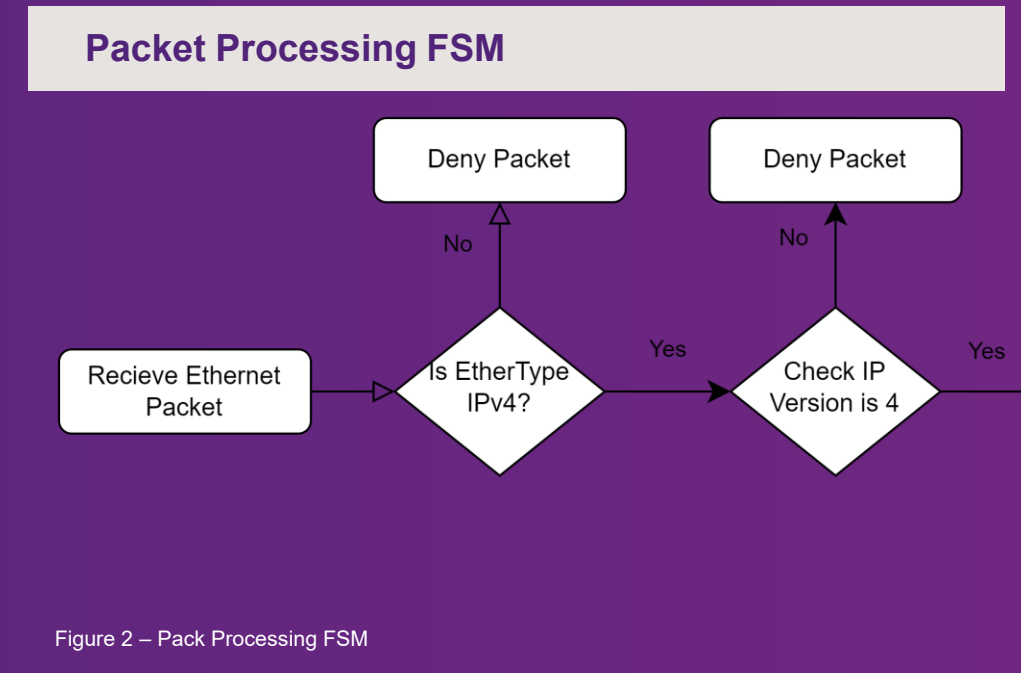 Packet Processing FSM
Deny Packet
Deny Packet
No
No
Yes
Yes
Recieve Ethernet
Packet
Is EtherType
IPv4?
Check IP
Version is 4
Figure 2 – Pack Processing FSM